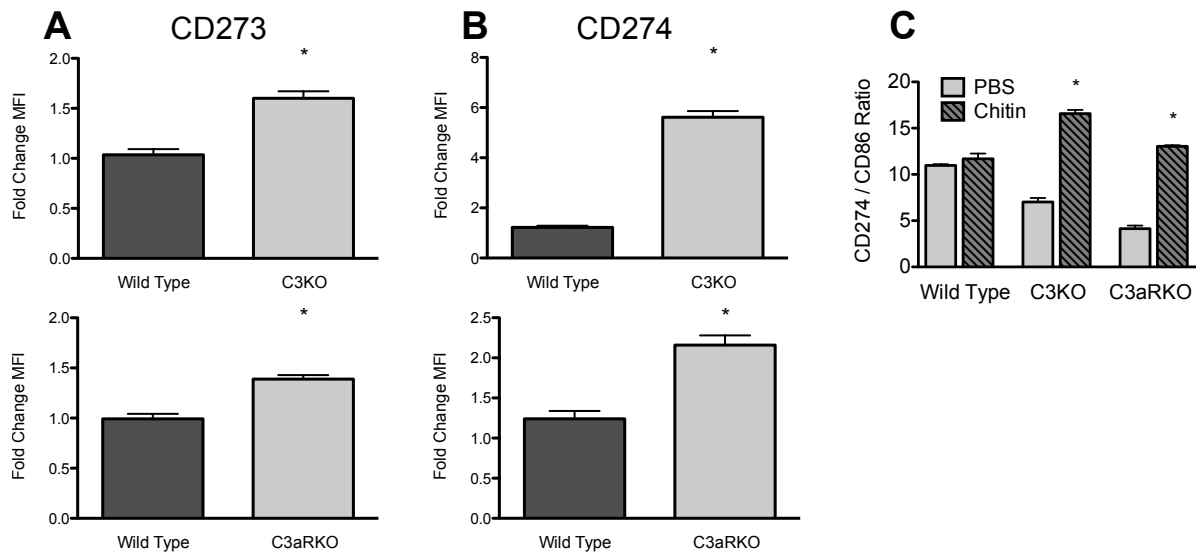 A
CD273
*
Fold Change MFI
2.0
1.5
1.0
0.5
0.0
Wild Type
C3KO
*
Fold Change MFI
2.0
1.5
1.0
0.5
0.0
Wild Type
C3aRKO
B
CD274
*
Fold Change MFI
8
6
4
2
0
Wild Type
C3KO
*
Fold Change MFI
2.5
2.0
1.5
1.0
0.5
0.0
Wild Type
C3aRKO
C
CD274 / CD86 Ratio
20
15
10
5
0
PBS
Chitin
*
*
Wild Type
C3KO
C3aRKO